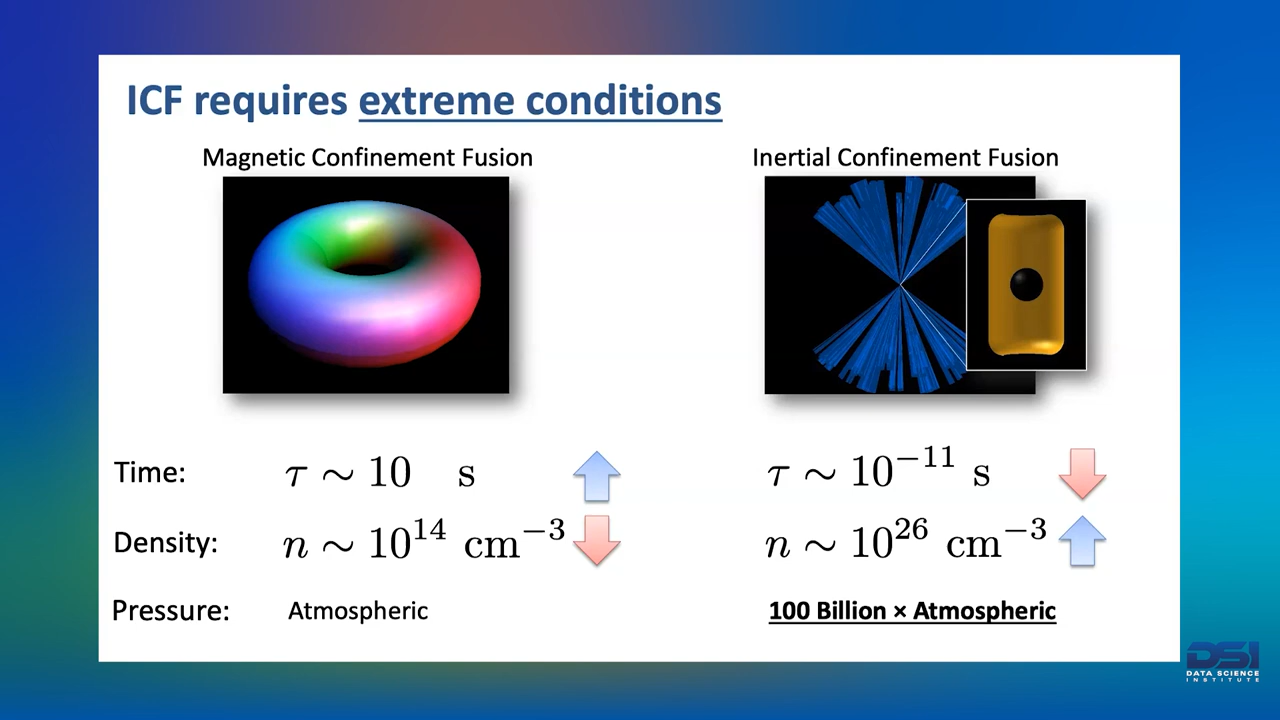 ICF requires extreme conditions
Magnetic Confinement Fusion
Inertial Confinement Fusion
Time: τ ∼ 10 s τ ∼ 10⁻¹¹ s
Density: n ∼ 10¹⁴ cm⁻³ n ∼ 10²⁶ cm⁻³
Pressure: Atmospheric 100 Billion × Atmospheric
DSI
DATA SCIENCE
INSTITUTE